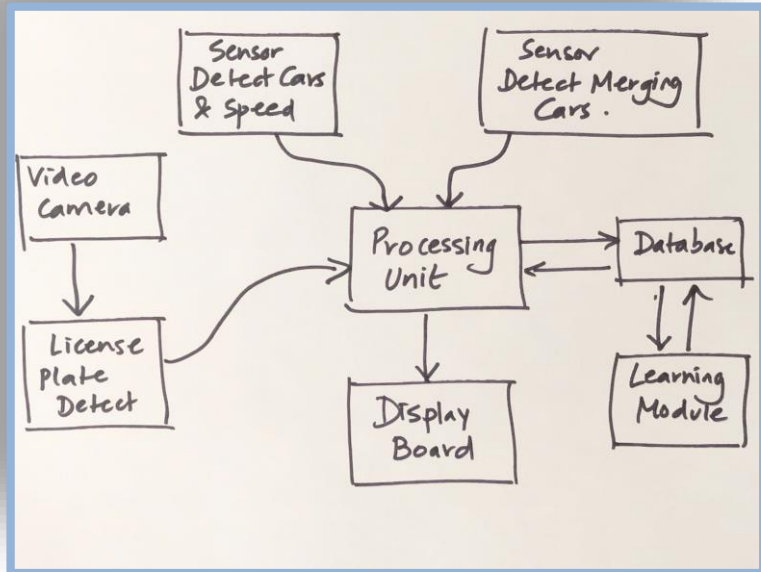 Sensor
Detect Cars
& Speed
Sensor
Detect Merging
Cars .
Video
Camera
Processing
Unit
Database
License
Plate
Detect
Display
Board
Learning
Module